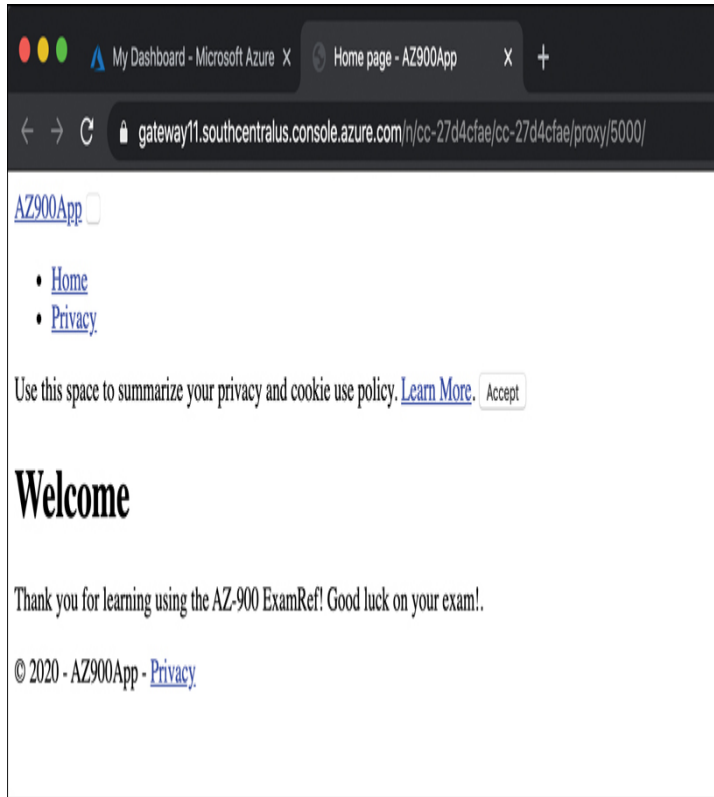 My Dashboard - Microsoft Azure
Home page - AZ900App
gateway11.southcentralus.console.azure.com/n/cc-27d4cfae/cc-27d4cfae/proxy/5000/
AZ900App
• Home
• Privacy
Use this space to summarize your privacy and cookie use policy. Learn More. Accept
Welcome
Thank you for learning using the AZ-900 ExamRef! Good luck on your exam!.
© 2020 - AZ900App - Privacy